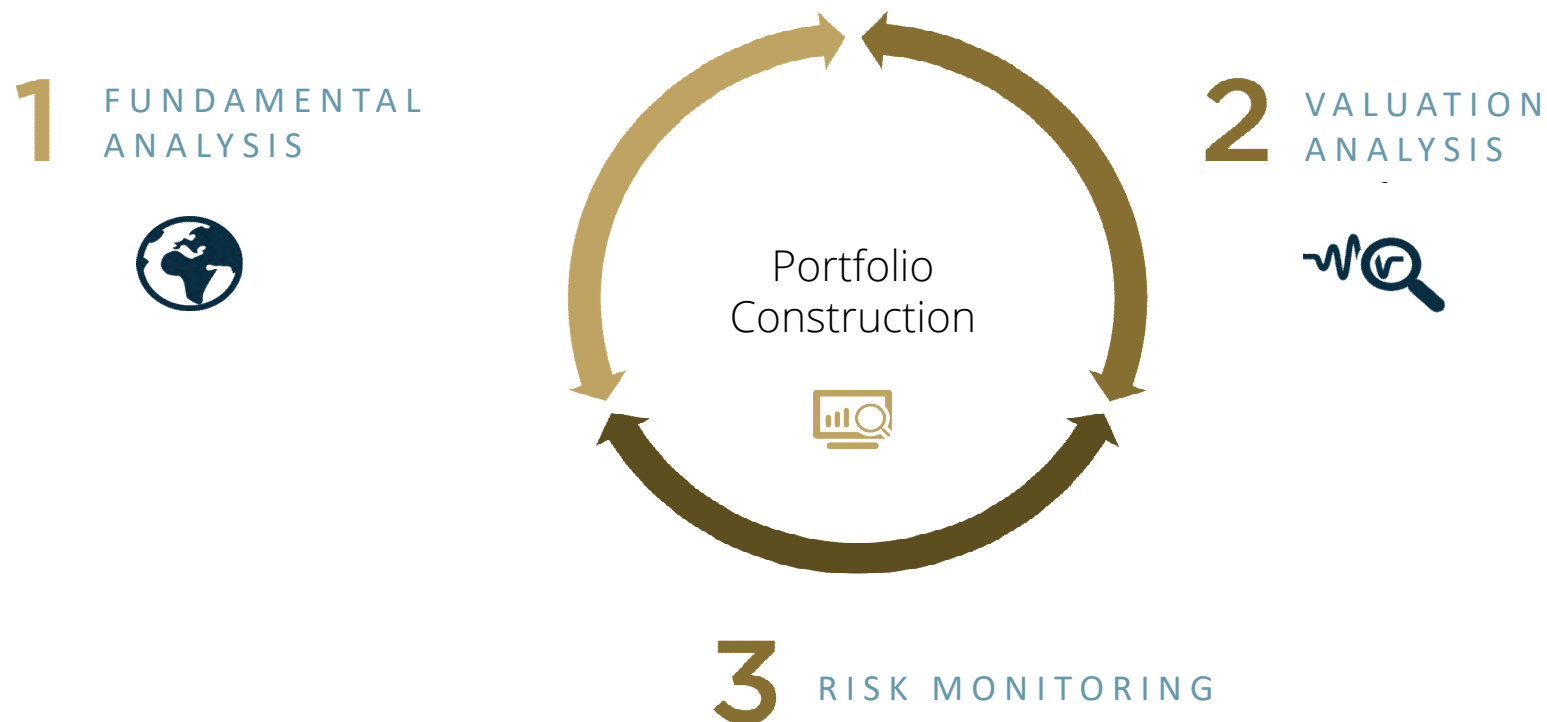 1 FUNDAMENTAL
ANALYSIS
2 VALUATION
ANALYSIS
Portfolio
Construction
3 RISK MONITORING